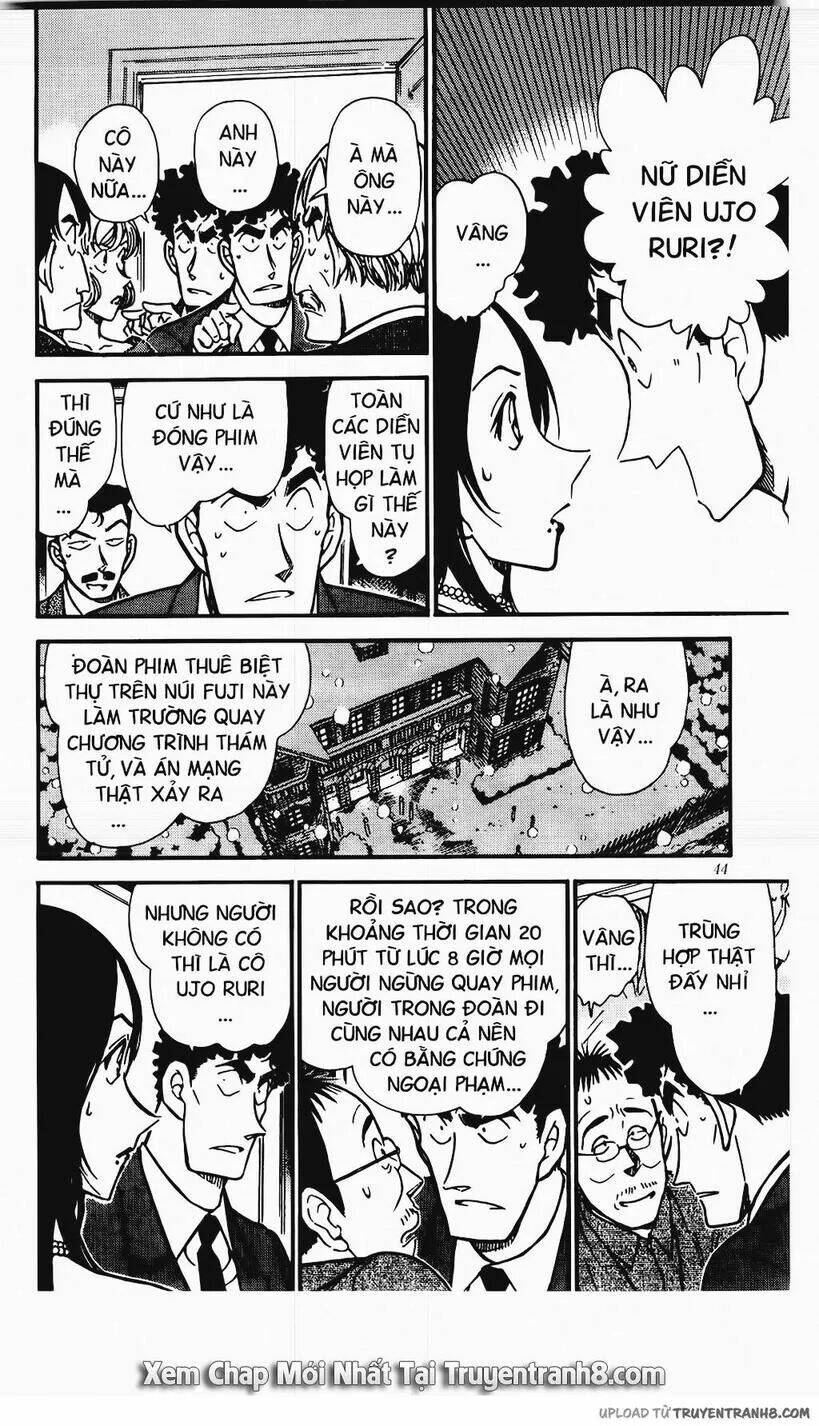 NỮ DIỄN
VIÊN UJO
RURI?!
VÂNG
...
À MÀ
ÔNG
NÀY...
ANH
NÀY
...
CÔ
NÀY
NỮA...
TOÀN
CÁC DIỄN
VIÊN TỤ
HỌP LÀM
GÌ THẾ
NÀY
?
CỨ NHƯ LÀ
ĐÓNG PHIM
VẬY...
THÌ
ĐÚNG
THẾ
MÀ
...
À, RA
LÀ NHƯ
VẬY...
ĐOÀN PHIM THUÊ BIỆT
THỰ TRÊN NÚI FUJI NÀY
LÀM TRƯỜNG QUAY
CHƯƠNG TRÌNH THÁM
TỬ, VÀ ÁN MẠNG
THẬT XẢY RA
...
44
TRÙNG
HỢP THẬT
ĐẤY NHỈ
...
VÂNG
THÌ...
RỒI SAO? TRONG
KHOẢNG THỜI GIAN 20
PHÚT TỪ LÚC 8 GIỜ MỌI
NGƯỜI NGỪNG QUAY PHIM,
NGƯỜI TRONG ĐOÀN ĐI
CÙNG NHAU CẢ NÊN
CÓ BẰNG CHỨNG
NGOẠI PHẠM...
NHƯNG NGƯỜI
KHÔNG CÓ
THÌ LÀ CÔ
UJO RURI
...
Xem Chap Mới Nhất Tại Truyentranh8.com
UPLOAD TỪ TRUYENTRANH8.COM